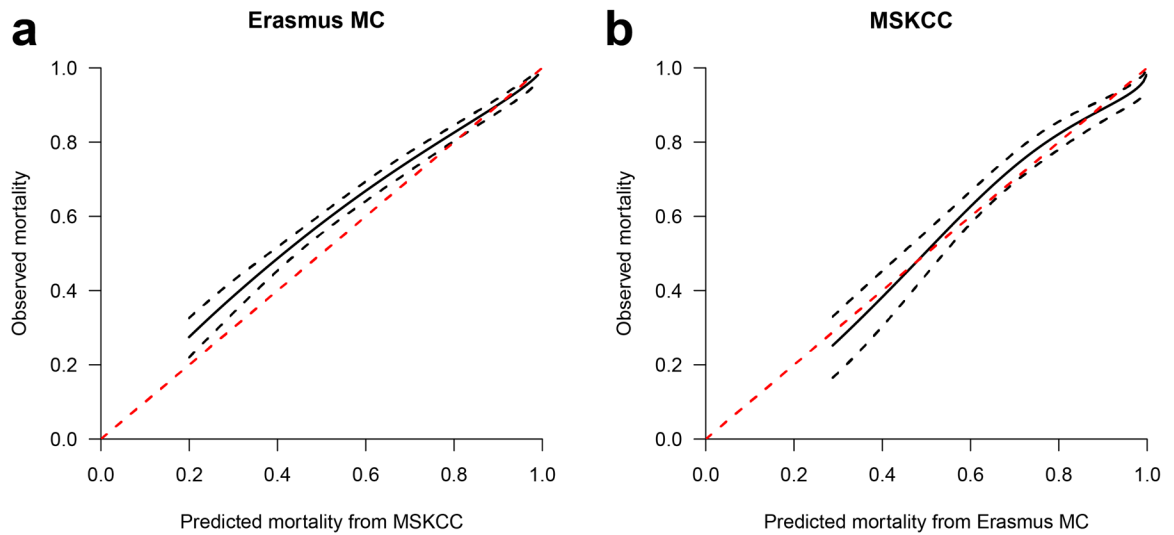 a
Erasmus MC
1.0
0.8
0.6
0.4
0.2
0.0
Observed mortality
0.0 0.2 0.4 0.6 0.8 1.0
Predicted mortality from MSKCC
b
MSKCC
1.0
0.8
0.6
0.4
0.2
0.0
Observed mortality
0.0 0.2 0.4 0.6 0.8 1.0
Predicted mortality from Erasmus MC